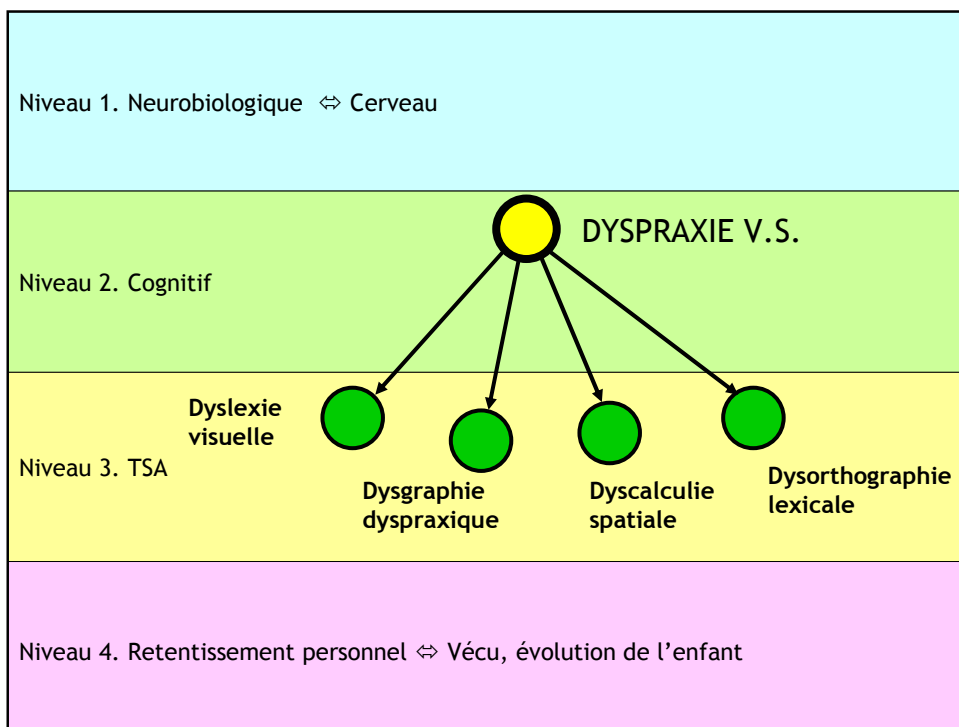 Niveau 1. Neurobiologique ⇔ Cerveau
DYSPRAXIE V.S.
Niveau 2. Cognitif
Dyslexie
visuelle
Niveau 3. TSA
Dysgraphie
dyspraxique
Dyscalculie
spatiale
Dysorthographie
lexicale
Niveau 4. Retentissement personnel ⇔ Vécu, évolution de l’enfant